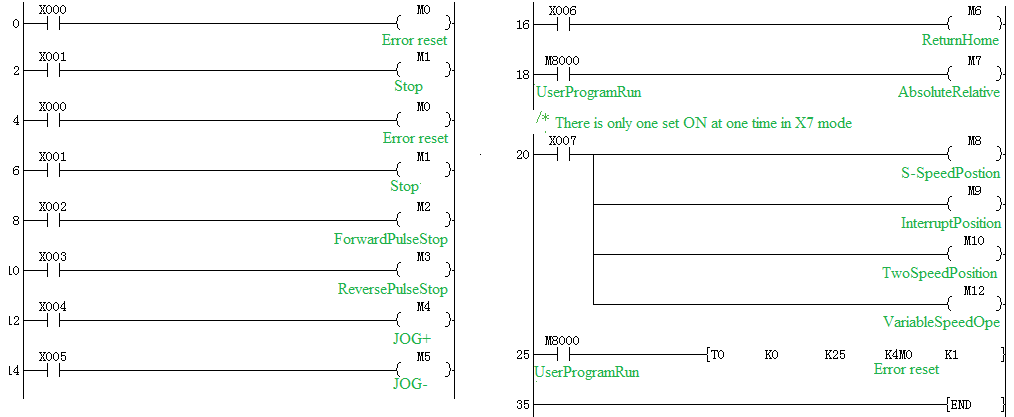 X000 M0
0
Error reset
X001 M1
2
Stop
X000 M0
4
Error reset
X001 M1
6
Stop
X002 M2
8
ForwardPulseStop
X003 M3
10
ReversePulseStop
X004 M4
12
JOG+
X005 M5
14
JOG-
X006 M6
16
ReturnHome
M8000 M7
18
UserProgramRun AbsoluteRelative
/* There is only one set ON at one time in X7 mode
X007 M8
20
S-SpeedPostion
M9
InterruptPosition
M10
TwoSpeedPosition
M12
VariableSpeedOpe
M8000
25 [TO K0 K25 K4M0 K1 ]
UserProgramRun Error reset
35 [END ]